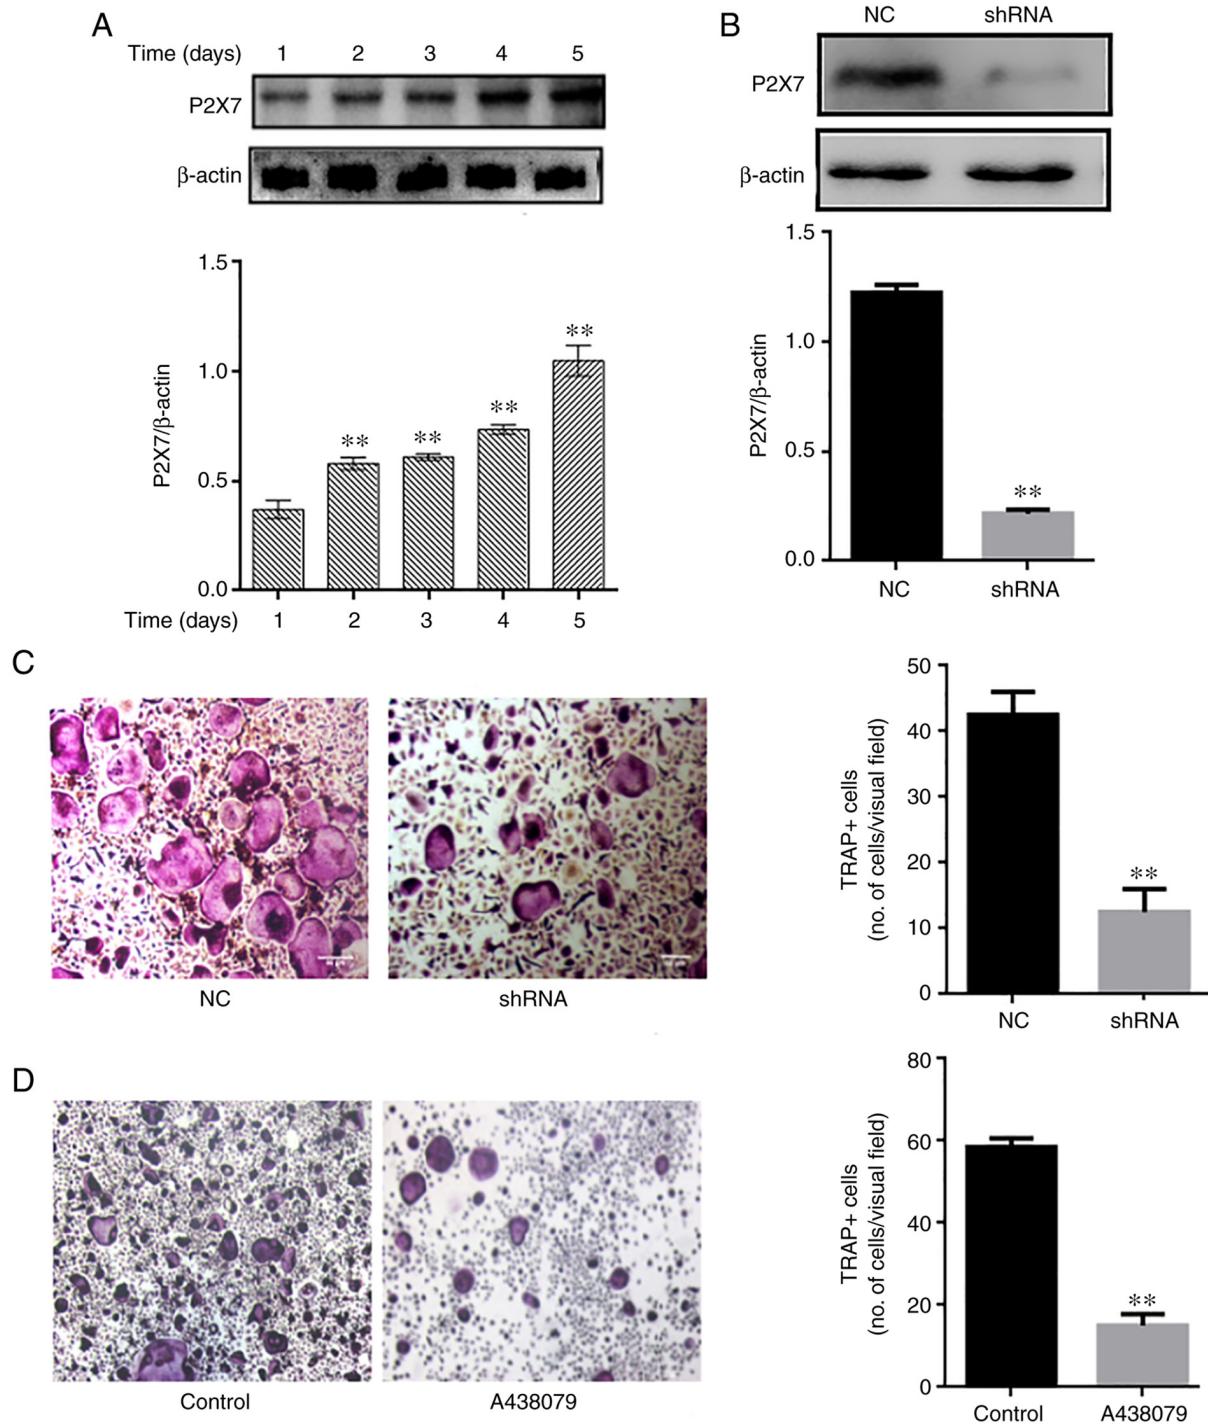 A
Time (days) 1 2 3 4 5
P2X7
β-actin
1.5
1.0
0.5
0.0
P2X7/β-actin
** ** ** **
Time (days) 1 2 3 4 5
B
NC shRNA
P2X7
β-actin
1.5
1.0
0.5
0.0
P2X7/β-actin
**
NC shRNA
C
NC shRNA
50
40
30
20
10
0
TRAP+ cells
(no. of cells/visual field)
**
NC shRNA
D
Control A438079
80
60
40
20
0
TRAP+ cells
(no. of cells/visual field)
**
Control A438079